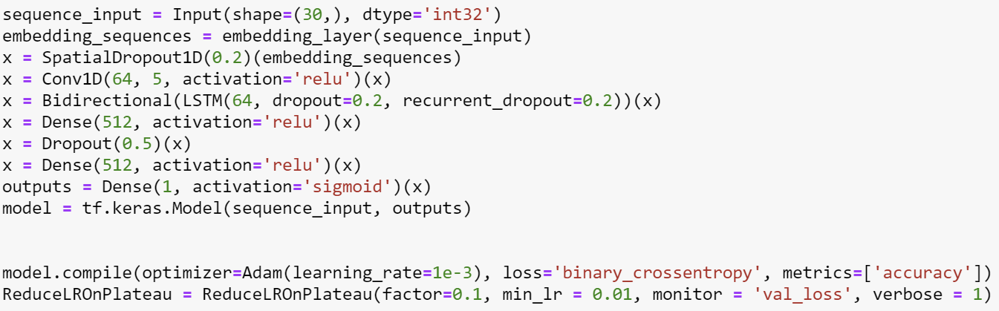 sequence_input = Input(shape=(30,), dtype='int32')
embedding_sequences = embedding_layer(sequence_input)
x = SpatialDropout1D(0.2)(embedding_sequences)
x = Conv1D(64, 5, activation='relu')(x)
x = Bidirectional(LSTM(64, dropout=0.2, recurrent_dropout=0.2))(x)
x = Dense(512, activation='relu')(x)
x = Dropout(0.5)(x)
x = Dense(512, activation='relu')(x)
outputs = Dense(1, activation='sigmoid')(x)
model = tf.keras.Model(sequence_input, outputs)
model.compile(optimizer=Adam(learning_rate=1e-3), loss='binary_crossentropy', metrics=['accuracy'])
ReduceLROnPlateau = ReduceLROnPlateau(factor=0.1, min_lr = 0.01, monitor = 'val_loss', verbose = 1)